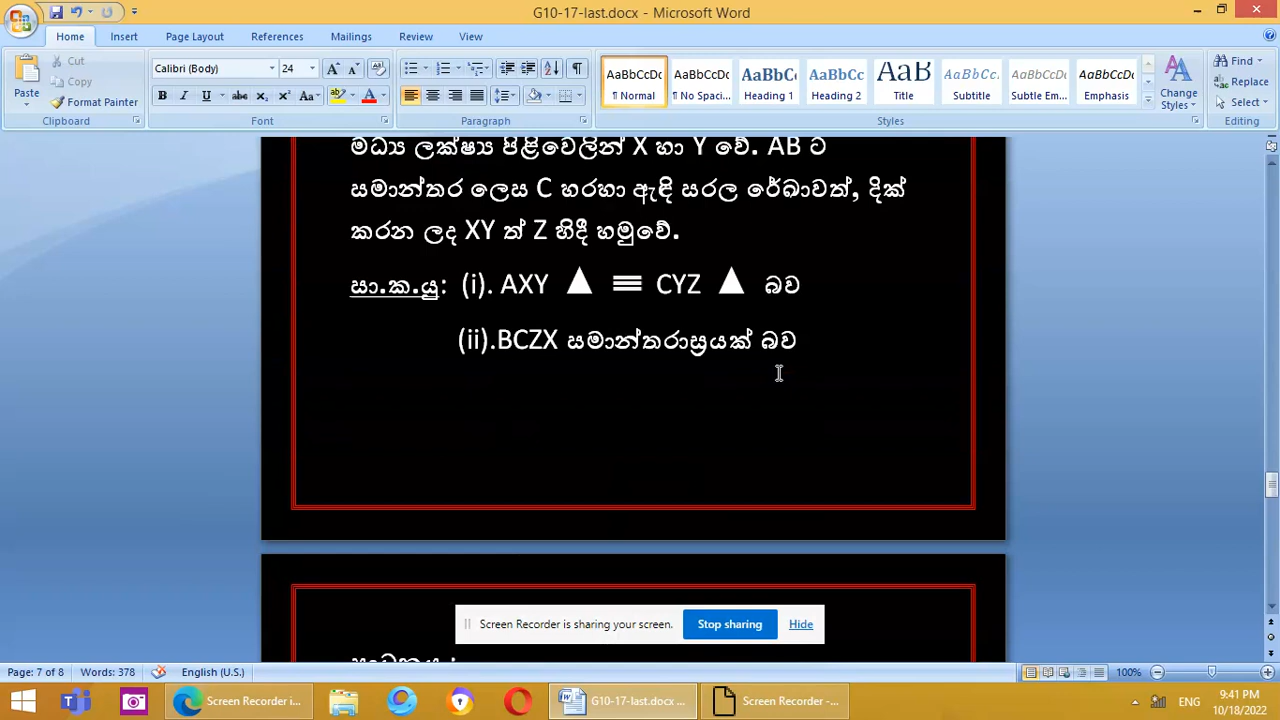 G10-17-last.docx - Microsoft Word
Home Insert Page Layout References Mailings Review View
Paste
Cut
Copy
Format Painter
Clipboard
Calibri (Body) 24
Font
Paragraph
AaBbCcDc AaBbCcDc AaBbCc AaBbCc AaB AaBbCc. AaBbCcDc AaBbCcDc
¶ Normal ¶ No Spaci... Heading 1 Heading 2 Title Subtitle Subtle Em... Emphasis
Change Styles
Styles
Find
Replace
Select
Editing
මධ්‍ය ලක්ෂ්‍ය පිළිවෙලින් X හා Y වේ. AB ට
සමාන්තර ලෙස C හරහා ඇඳි සරල රේඛාවත්, දික්
කරන ලද XY ත් Z හිදී හමුවේ.
සා.ක.යු: (i). AXY ▲ ≡ CYZ ▲ බව
(ii).BCZX සමාන්තරාස්‍රයක් බව
Screen Recorder is sharing your screen. Stop sharing Hide
Page: 7 of 8 Words: 378 English (U.S.) 100%
Screen Recorder i... G10-17-last.docx ... Screen Recorder -... ENG 9:41 PM
10/18/2022